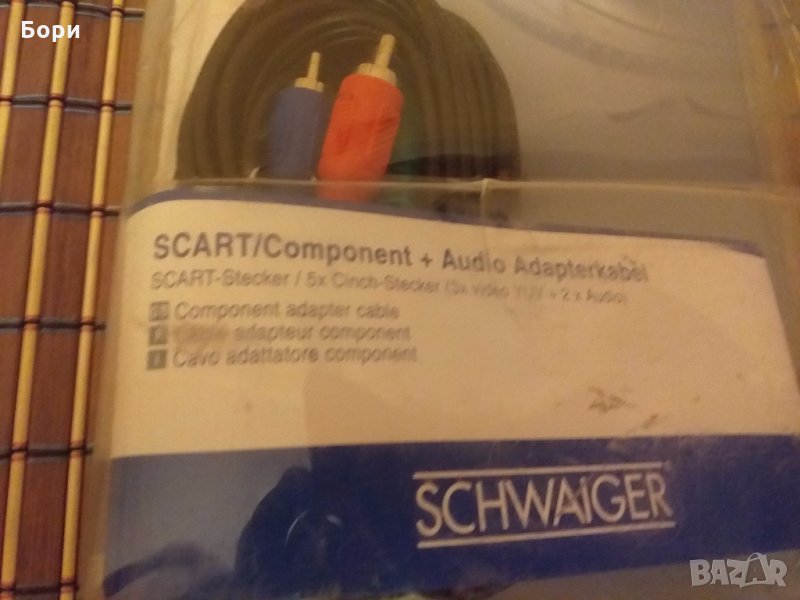 Бори
SCART/Component + Audio Adapterkabel
SCART-Stecker / 5x Cinch-Stecker (3x video YUV + 2 x Audio)
Component adapter cable
F adapteur component
I Cavo adattatore component
SCHWAIGER
BAZAR